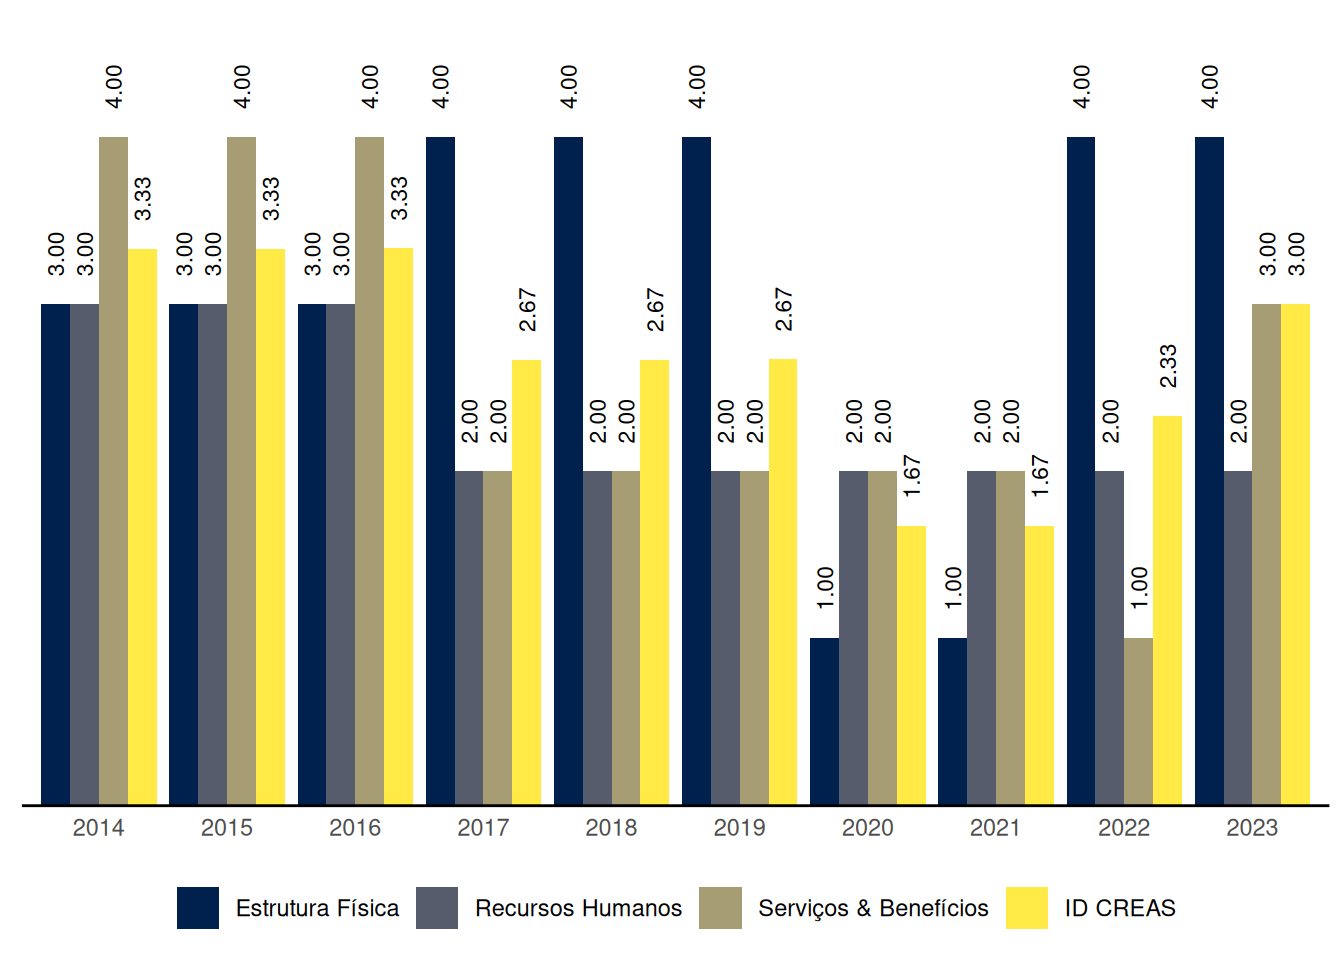 4.00 4.00 4.00 4.00 4.00 4.00 4.00 4.00
3.33 3.33 3.33
3.00 3.00 3.00 3.00 3.00 3.00 3.00 3.00
2.67 2.67 2.67
2.33
2.00 2.00 2.00 2.00 2.00 2.00 2.00 2.00 2.00 2.00 2.00 2.00
1.67 1.67
1.00 1.00 1.00
2014 2015 2016 2017 2018 2019 2020 2021 2022 2023
Estrutura Física Recursos Humanos Serviços & Benefícios ID CREAS